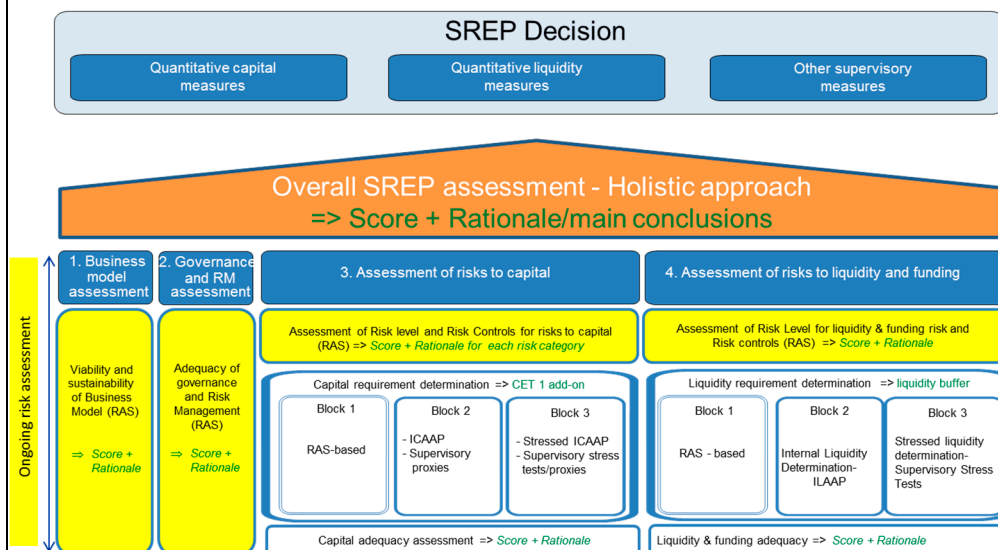 SREP Decision
Quantitative capital
measures
Quantitative liquidity
measures
Other supervisory
measures
Overall SREP assessment - Holistic approach
=> Score + Rationale/main conclusions
Ongoing risk assessment
1. Business
model
assessment
2. Governance
and RM
assessment
3. Assessment of risks to capital
4. Assessment of risks to liquidity and funding
Viability and
sustainability
of Business
Model (RAS)
⇒ Score +
Rationale
Adequacy of
governance
and Risk
Management
(RAS)
⇒ Score +
Rationale
Assessment of Risk level and Risk Controls for risks to capital
(RAS) => Score + Rationale for each risk category
Capital requirement determination => CET 1 add-on
Block 1
RAS-based
Block 2
- ICAAP
- Supervisory
proxies
Block 3
- Stressed ICAAP
- Supervisory stress
tests/proxies
Capital adequacy assessment => Score + Rationale
Assessment of Risk Level for liquidity & funding risk and
Risk controls (RAS) => Score + Rationale
Liquidity requirement determination => liquidity buffer
Block 1
RAS - based
Block 2
Internal Liquidity
Determination-
ILAAP
Block 3
Stressed liquidity
determination-
Supervisory Stress
Tests
Liquidity & funding adequacy => Score + Rationale